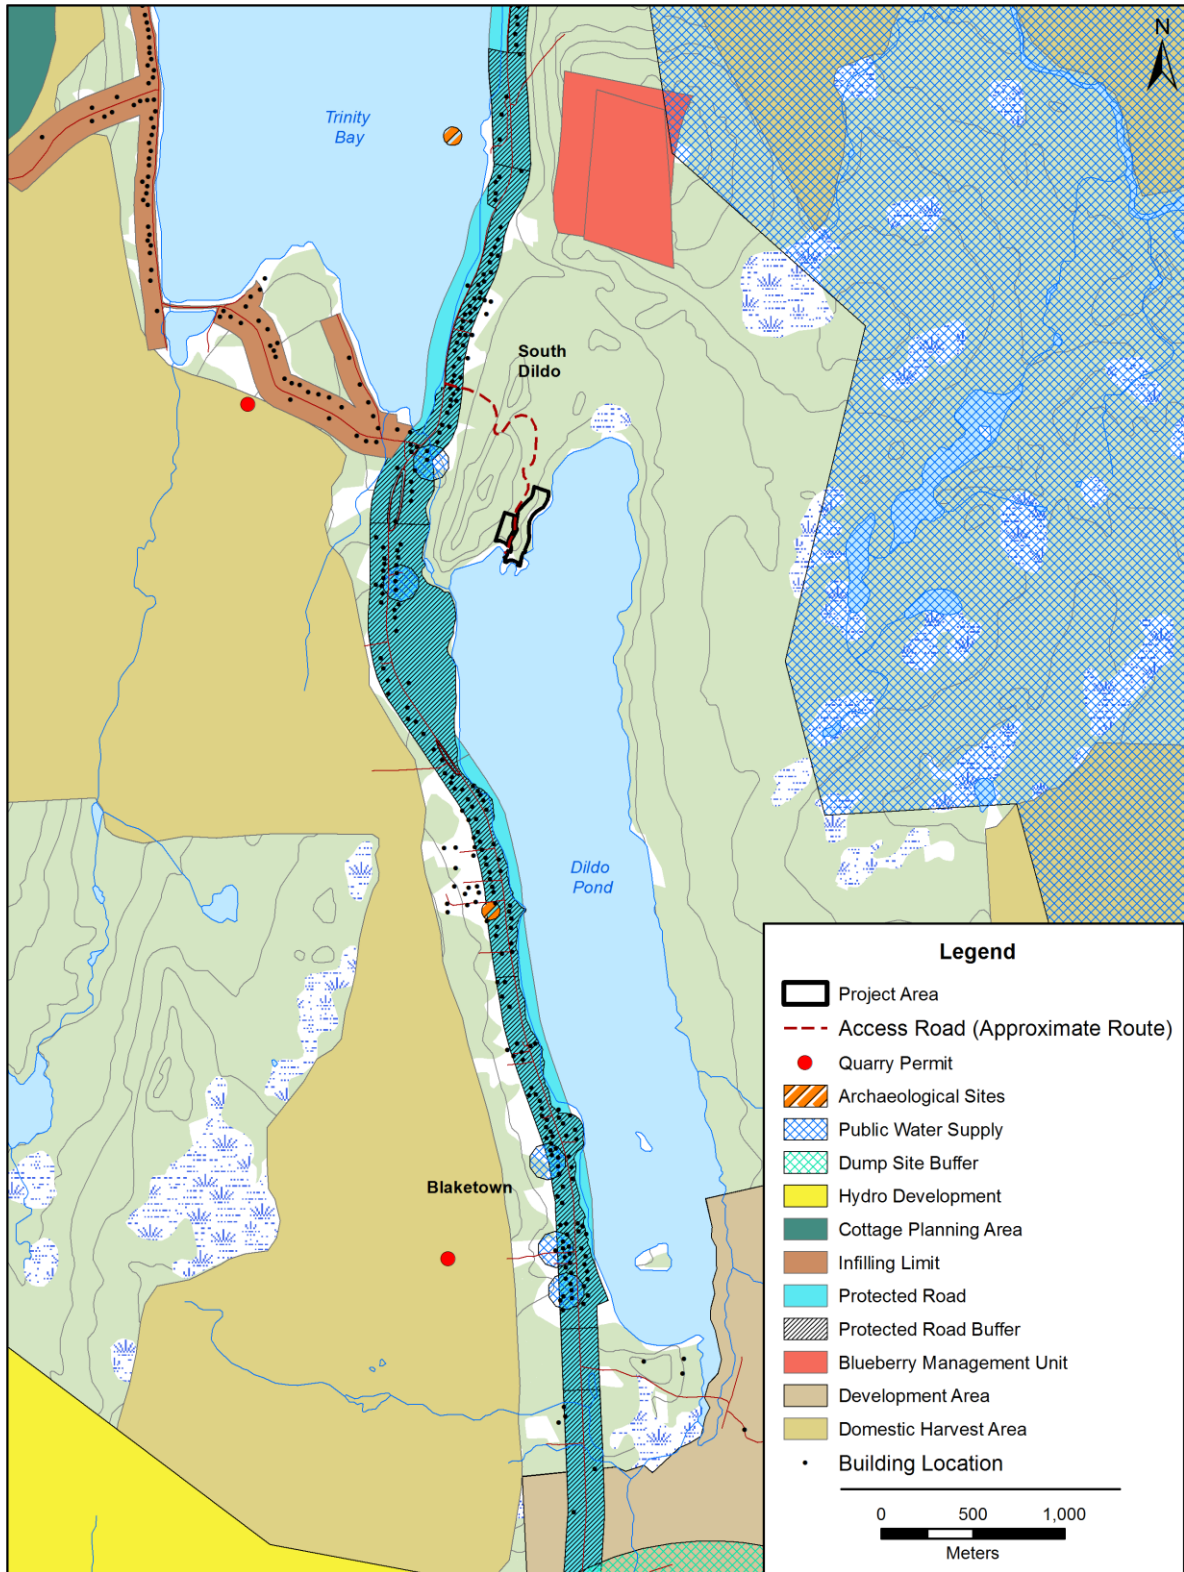 N
Trinity
Bay
South
Dildo
Dildo
Pond
Blaketown
Legend
Project Area
Access Road (Approximate Route)
Quarry Permit
Archaeological Sites
Public Water Supply
Dump Site Buffer
Hydro Development
Cottage Planning Area
Infilling Limit
Protected Road
Protected Road Buffer
Blueberry Management Unit
Development Area
Domestic Harvest Area
Building Location
0 500 1,000
Meters